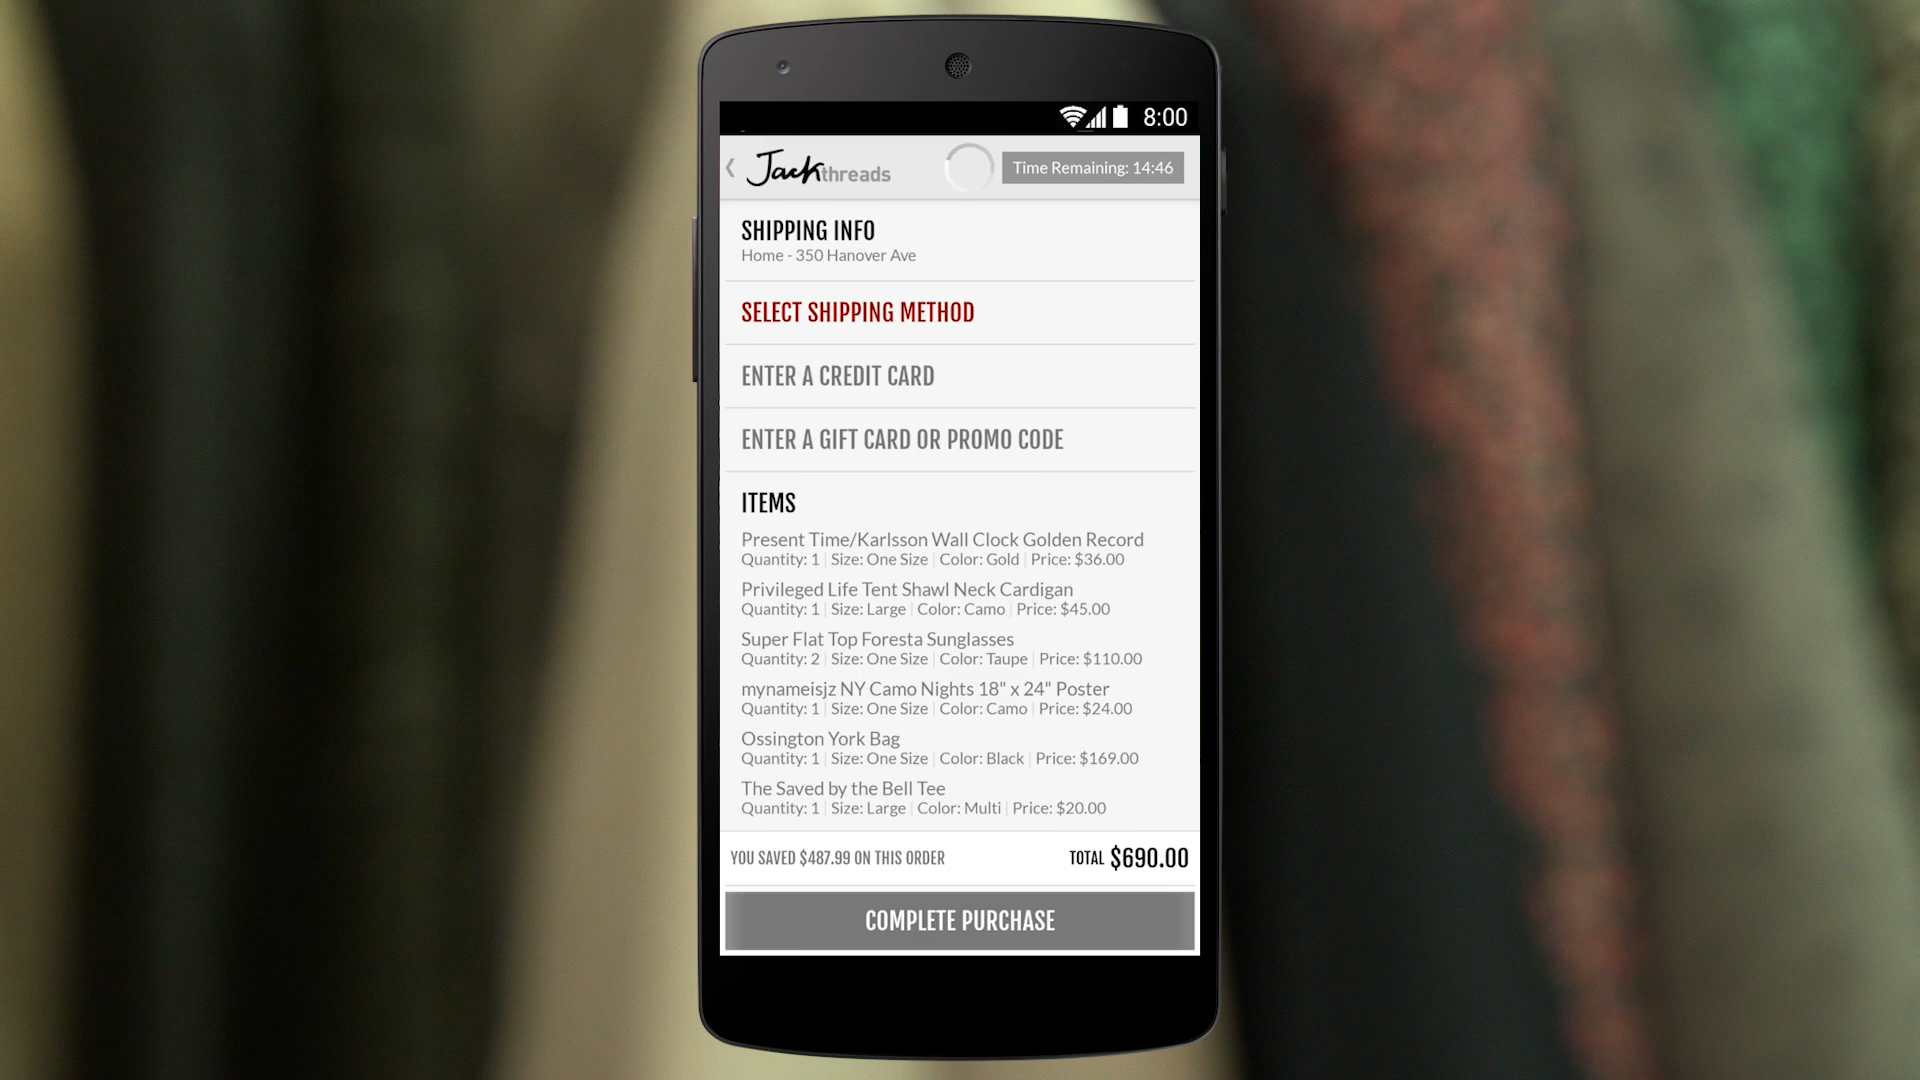 8:00
Jackthreads
Time Remaining: 14:46
SHIPPING INFO
Home - 350 Hanover Ave
SELECT SHIPPING METHOD
ENTER A CREDIT CARD
ENTER A GIFT CARD OR PROMO CODE
ITEMS
Present Time/Karlsson Wall Clock Golden Record
Quantity: 1 | Size: One Size | Color: Gold | Price: $36.00
Privileged Life Tent Shawl Neck Cardigan
Quantity: 1 | Size: Large | Color: Camo | Price: $45.00
Super Flat Top Foresta Sunglasses
Quantity: 2 | Size: One Size | Color: Taupe | Price: $110.00
mynameisjz NY Camo Nights 18" x 24" Poster
Quantity: 1 | Size: One Size | Color: Camo | Price: $24.00
Ossington York Bag
Quantity: 1 | Size: One Size | Color: Black | Price: $169.00
The Saved by the Bell Tee
Quantity: 1 | Size: Large | Color: Multi | Price: $20.00
YOU SAVED $487.99 ON THIS ORDER
TOTAL $690.00
COMPLETE PURCHASE